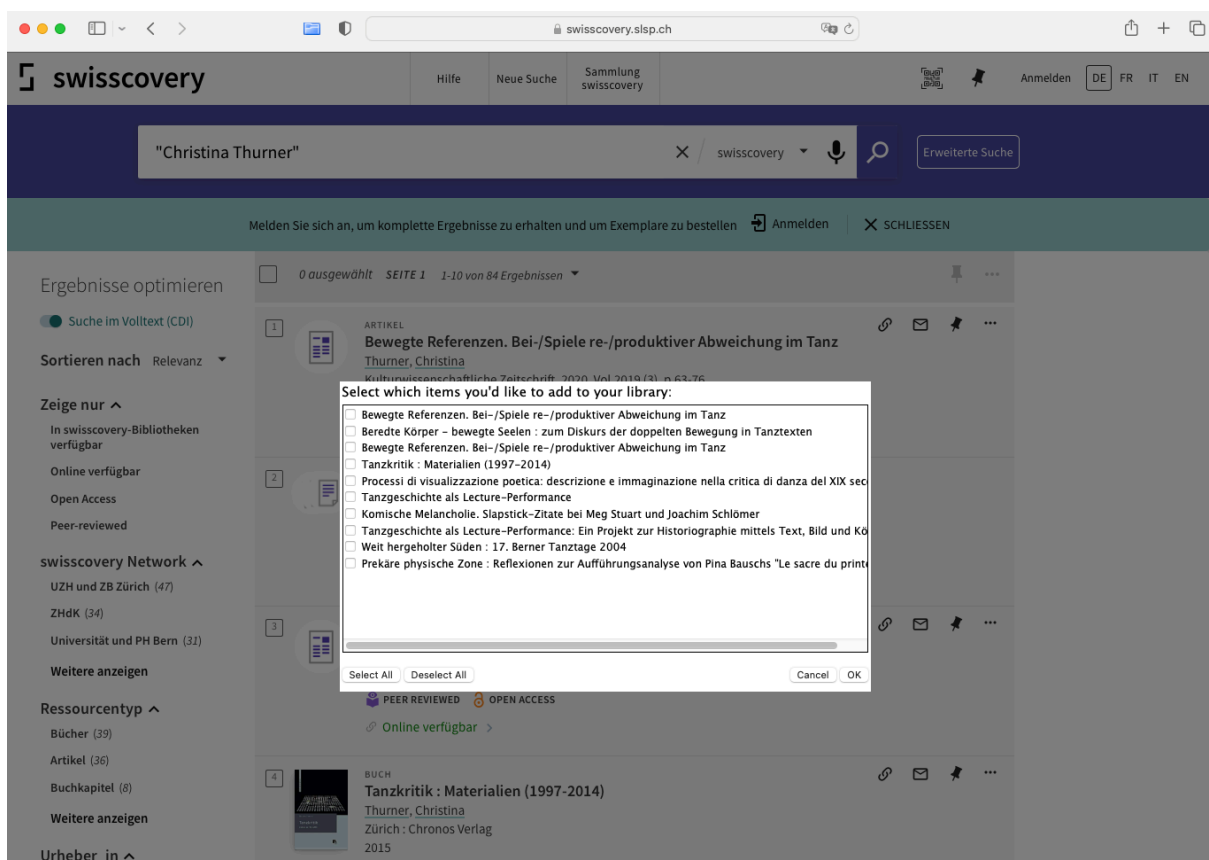 swisscovery.slsp.ch
swisscovery
Hilfe
Neue Suche
Sammlung
swisscovery
Anmelden DE FR IT EN
"Christina Thurner"
swisscovery
Erweiterte Suche
Melden Sie sich an, um komplette Ergebnisse zu erhalten und um Exemplare zu bestellen Anmelden SCHLIESSEN
Ergebnisse optimieren
Suche im Volltext (CDI)
Sortieren nach Relevanz
Zeige nur
In swisscovery-Bibliotheken
verfügbar
Online verfügbar
Open Access
Peer-reviewed
swisscovery Network
UZH und ZB Zürich (47)
ZHdK (34)
Universität und PH Bern (31)
Weitere anzeigen
Ressourcentyp
Bücher (39)
Artikel (36)
Buchkapitel (8)
Weitere anzeigen
Urheber_in
0 ausgewählt SEITE 1 1-10 von 84 Ergebnissen
1
ARTIKEL
Bewegte Referenzen. Bei-/Spiele re-/produktiver Abweichung im Tanz
Thurner, Christina
Kulturwissenschaftliche Zeitschrift, 2020, Vol.2019 (3), p.63-76
Select which items you'd like to add to your library:
Bewegte Referenzen. Bei-/Spiele re-/produktiver Abweichung im Tanz
Beredte Körper - bewegte Seelen : zum Diskurs der doppelten Bewegung in Tanztexten
Bewegte Referenzen. Bei-/Spiele re-/produktiver Abweichung im Tanz
Tanzkritik : Materialien (1997-2014)
Processi di visualizzazione poetica: descrizione e immaginazione nella critica di danza del XIX sec
Tanzgeschichte als Lecture-Performance
Komische Melancholie. Slapstick-Zitate bei Meg Stuart und Joachim Schlömer
Tanzgeschichte als Lecture-Performance: Ein Projekt zur Historiographie mittels Text, Bild und Kö
Weit hergeholter Süden : 17. Berner Tanztage 2004
Prekäre physische Zone : Reflexionen zur Aufführungsanalyse von Pina Bauschs "Le sacre du print
Select All Deselect All Cancel OK
2
3
PEER REVIEWED OPEN ACCESS
Online verfügbar
4
BUCH
Tanzkritik : Materialien (1997-2014)
Thurner, Christina
Zürich : Chronos Verlag
2015